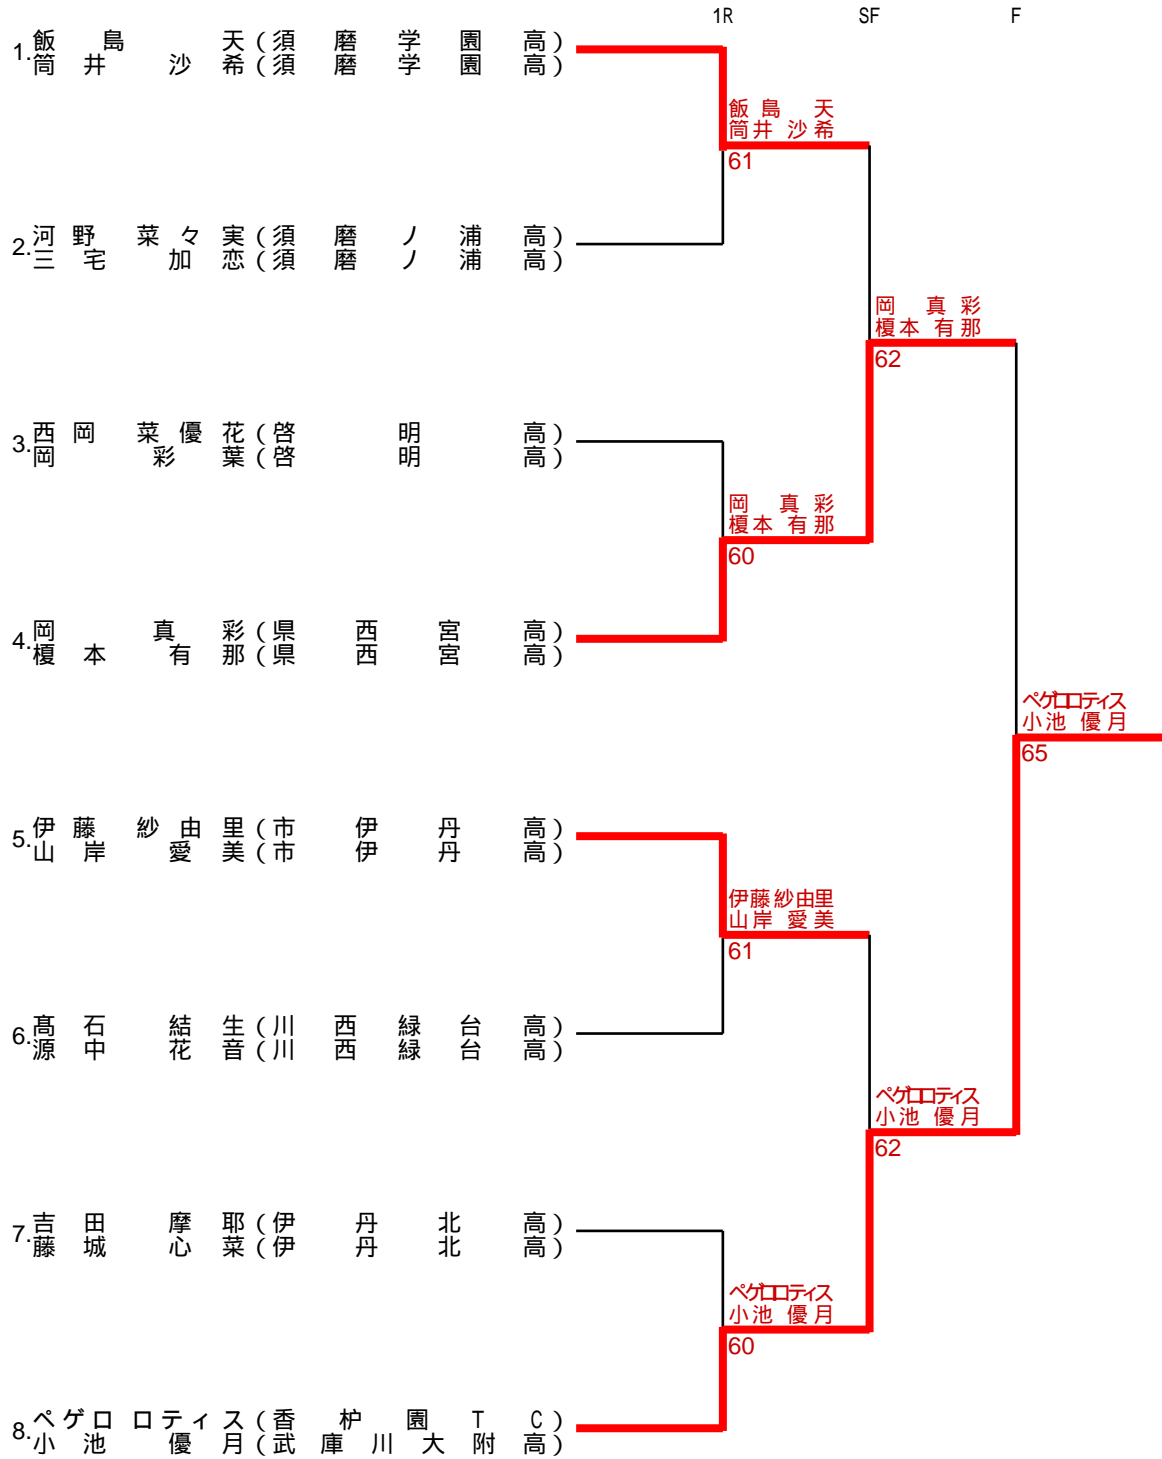 1R SF F
1. 飯島 天(須磨学園高)
筒井 沙希(須磨学園高)
飯島 天
筒井 沙希
61
2. 河野 菜々実(須磨ノ浦高)
三宅 加恋(須磨ノ浦高)
岡 真彩
榎本 有那
62
3. 西岡 菜優花(啓明高)
岡 彩葉(啓明高)
岡 真彩
榎本 有那
60
4. 岡 真彩(県西宮高)
榎本 有那(県西宮高)
ペゲロロティス
小池 優月
65
5. 伊藤 紗由里(市伊丹高)
山岸 愛美(市伊丹高)
伊藤紗由里
山岸 愛美
61
6. 髙石 結生(川西緑台高)
源中 花音(川西緑台高)
ペゲロロティス
小池 優月
62
7. 吉田 摩耶(伊丹北高)
藤城 心菜(伊丹北高)
ペゲロロティス
小池 優月
60
8. ペゲロ ロティス(香枦園TC)
小池 優月(武庫川大附高)